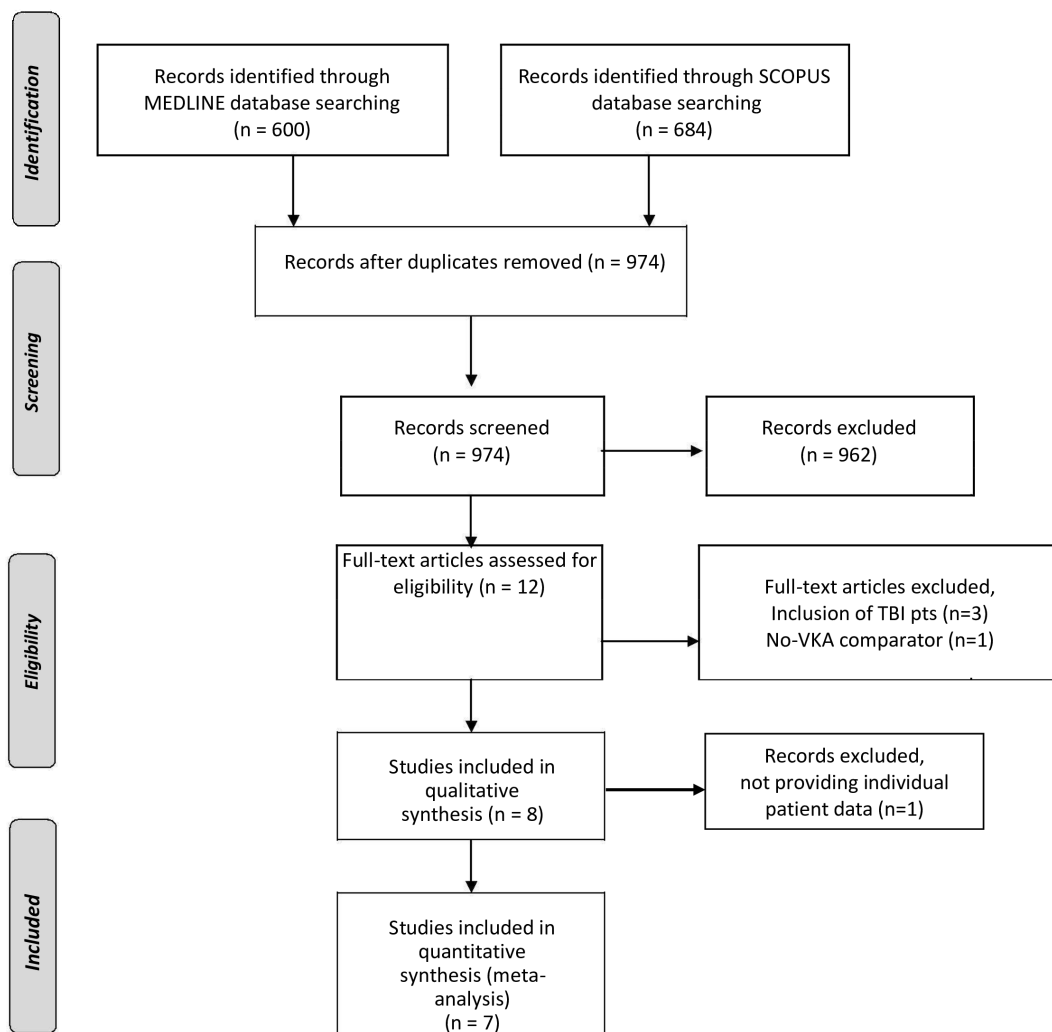 Identification
Records identified through
MEDLINE database searching
(n = 600)
Records identified through SCOPUS
database searching
(n = 684)
Records after duplicates removed (n = 974)
Screening
Records screened
(n = 974)
Records excluded
(n = 962)
Eligibility
Full-text articles assessed for
eligibility (n = 12)
Full-text articles excluded,
Inclusion of TBI pts (n=3)
No-VKA comparator (n=1)
Studies included in
qualitative
synthesis (n = 8)
Records excluded,
not providing individual
patient data (n=1)
Included
Studies included in
quantitative
synthesis (meta-
analysis)
(n = 7)